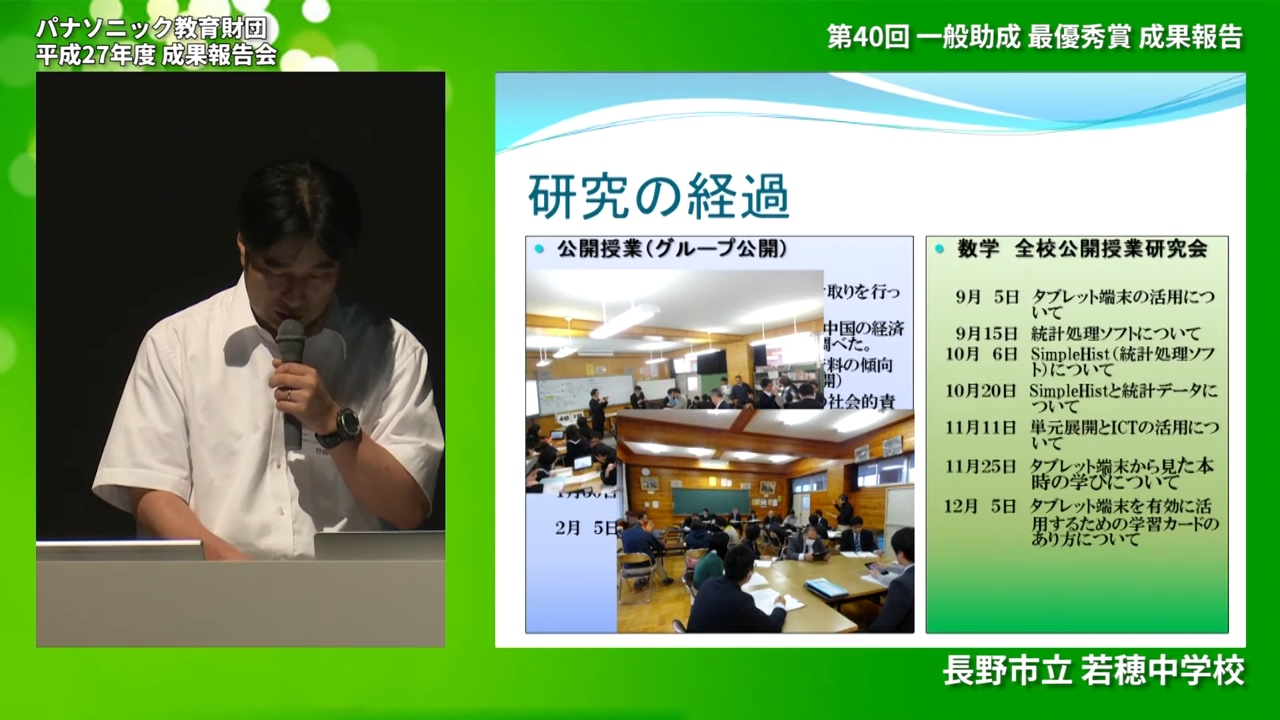 パナソニック教育財団
平成27年度 成果報告会
第40回 一般助成 最優秀賞 成果報告
研究の経過
• 公開授業(グループ公開)
取りを行っ
中国の経済
調べた。
料の傾向
開)
の社会的責
1月30日
2月 5日
• 数学 全校公開授業研究会
9月 5日 タブレット端末の活用につ
いて
9月15日 統計処理ソフトについて
10月 6日 SimpleHist(統計処理ソフ
ト)について
10月20日 SimpleHistと統計データに
ついて
11月11日 単元展開とICTの活用につ
いて
11月25日 タブレット端末から見た本
時の学びについて
12月 5日 タブレット端末を有効に活
用するための学習カードの
あり方について
長野市立 若穂中学校